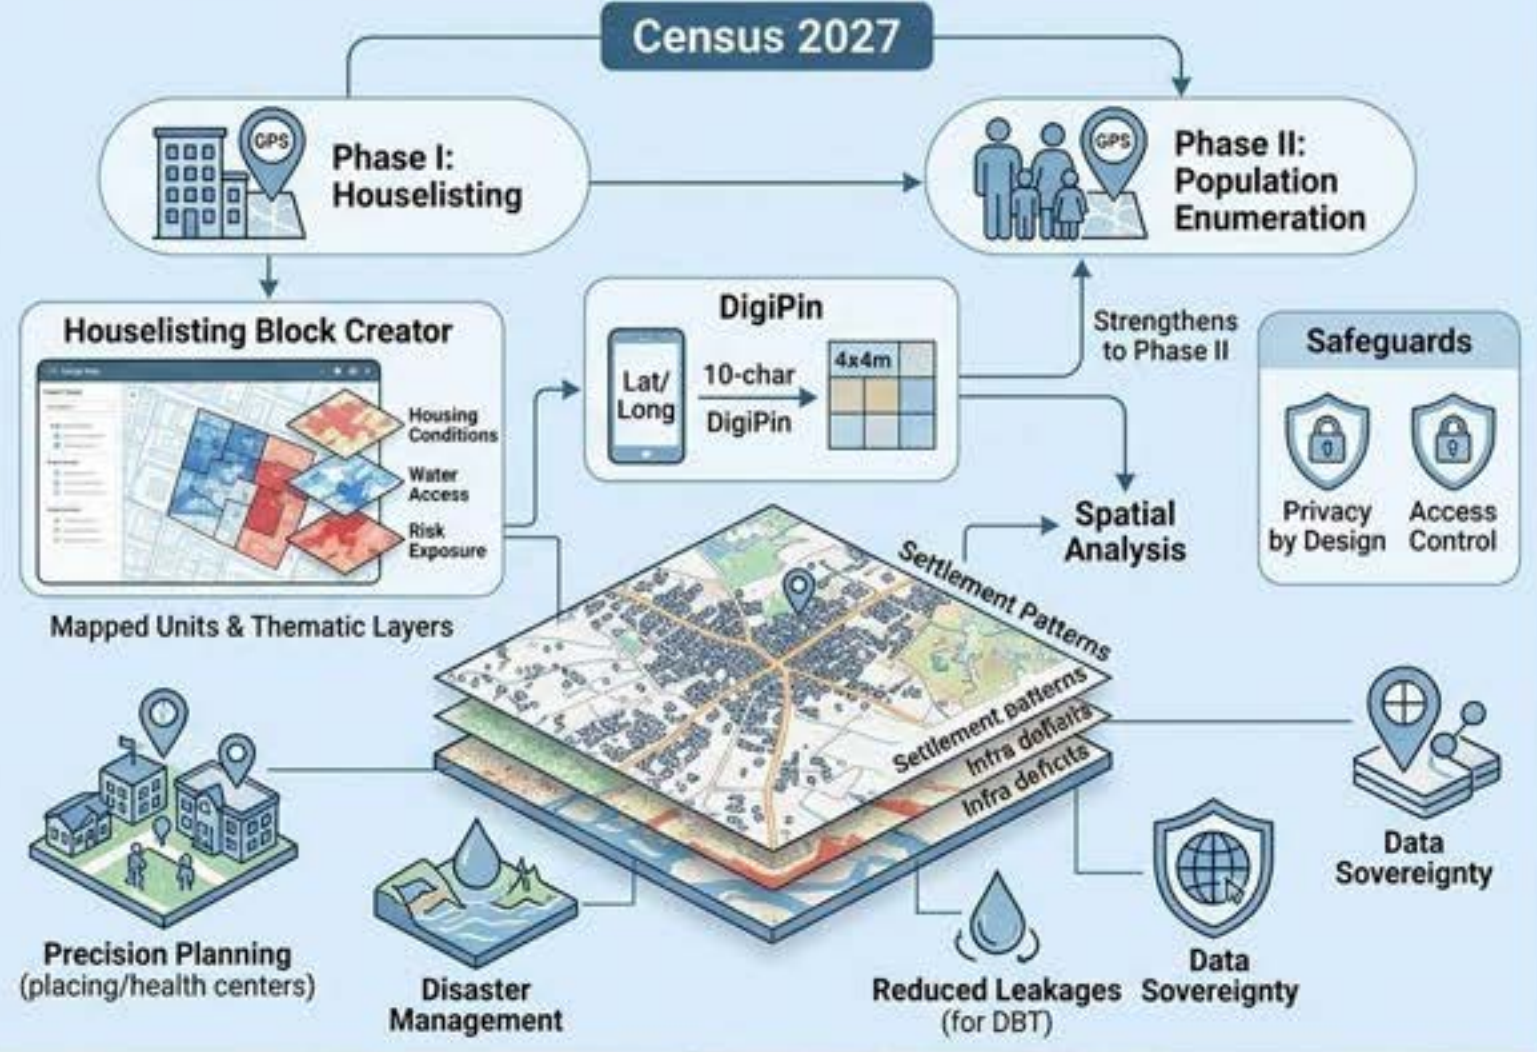 Census 2027
GPS
Phase I:
Houselisting
GPS
Phase II:
Population
Enumeration
Houselisting Block Creator
Housing
Conditions
Water
Access
Risk
Exposure
Mapped Units & Thematic Layers
DigiPin
Lat/
Long
10-char
DigiPin
4x4m
Strengthens
to Phase II
Safeguards
Privacy
by Design
Access
Control
Spatial
Analysis
Settlement Patterns
Settlement patterns
Infra
Infra deficits
Precision Planning
(placing/health centers)
Disaster
Management
Reduced Leakages
(for DBT)
Data
Sovereignty
Data
Sovereignty